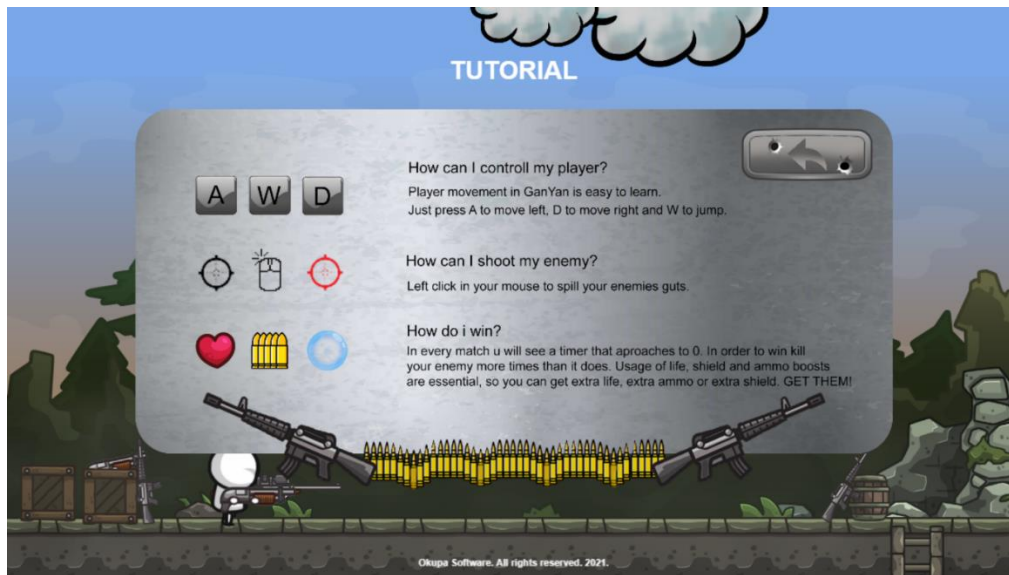 TUTORIAL
A W D
How can I controll my player?
Player movement in GanYan is easy to learn.
Just press A to move left, D to move right and W to jump.
How can I shoot my enemy?
Left click in your mouse to spill your enemies guts.
How do i win?
In every match u will see a timer that aproaches to 0. In order to win kill
your enemy more times than it does. Usage of life, shield and ammo boosts
are essential, so you can get extra life, extra ammo or extra shield. GET THEM!
Okupa Software. All rights reserved. 2021.